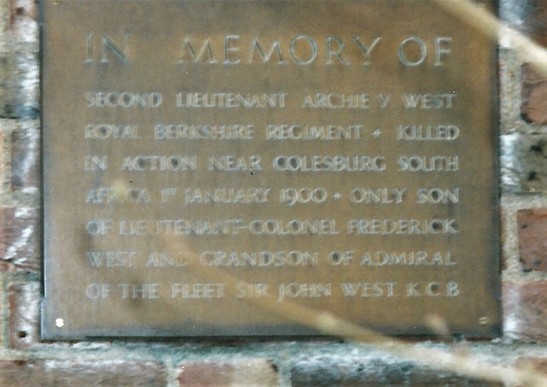 IN MEMORY OF
SECOND LIEUTENANT ARCHIE V WEST
ROYAL BERKSHIRE REGIMENT + KILLED
IN ACTION NEAR COLESBURG SOUTH
AFRICA 1ST JANUARY 1900 + ONLY SON
OF LIEUTENANT-COLONEL FREDERICK
WEST AND GRANDSON OF ADMIRAL
OF THE FLEET SIR JOHN WEST K C B